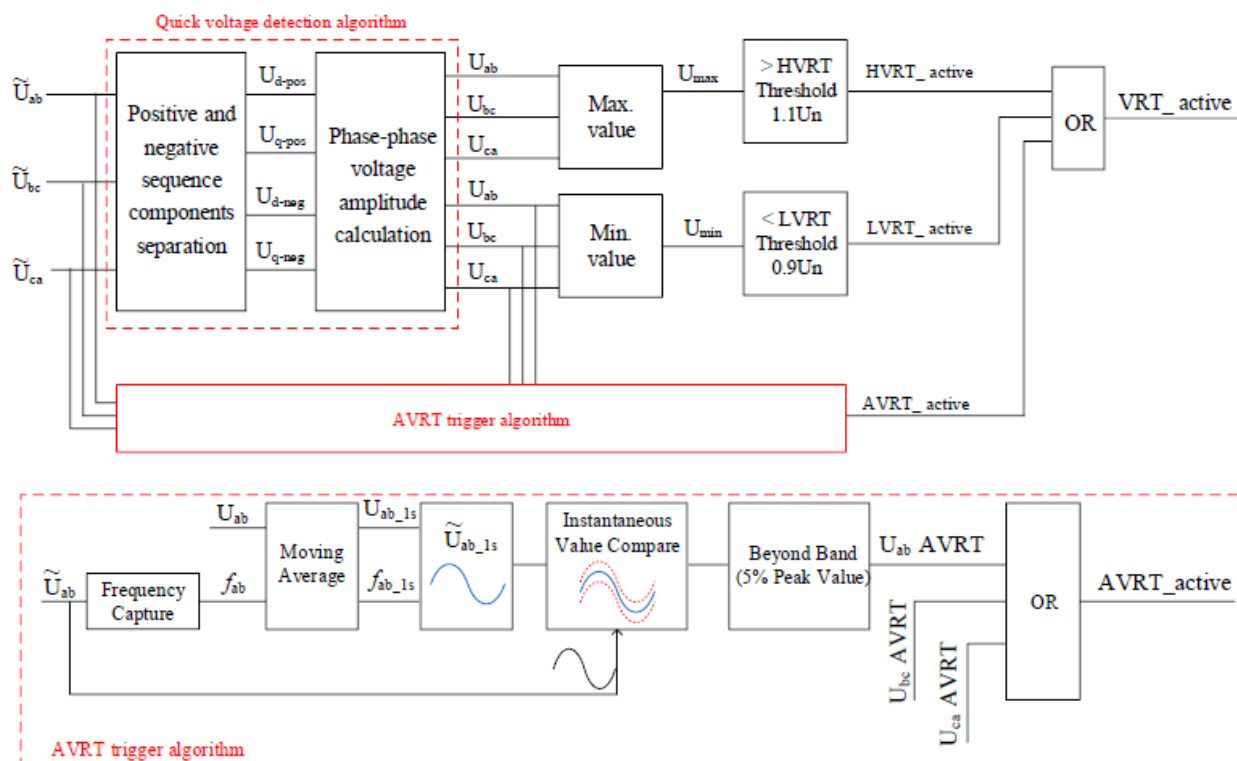 Quick voltage detection algorithm
Ũab
Ũbc
Ũca
Positive and
negative
sequence
components
separation
Ud-pos
Uq-pos
Ud-neg
Uq-neg
Phase-phase
voltage
amplitude
calculation
Uab
Ubc
Uca
Uab
Ubc
Uca
Max.
value
Min.
value
Umax
Umin
> HVRT
Threshold
1.1Un
< LVRT
Threshold
0.9Un
HVRT_ active
LVRT_ active
AVRT_ active
OR
VRT_ active
AVRT trigger algorithm
Uab
Ũab
Frequency
Capture
fab
Moving
Average
Uab_1s
fab_1s
Ũab_1s
Instantaneous
Value Compare
Beyond Band
(5% Peak Value)
Uab AVRT
Ubc AVRT
Uca AVRT
OR
AVRT_active
AVRT trigger algorithm